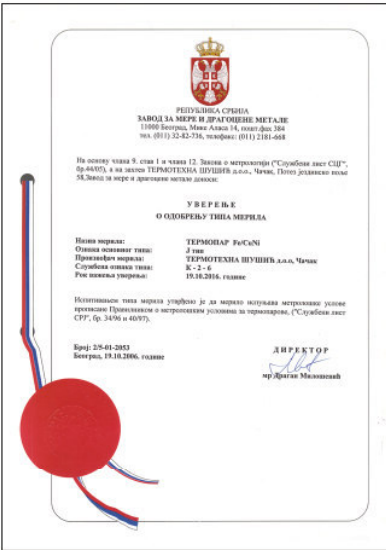 РЕПУБЛИКА СРБИЈА
ЗАВОД ЗА МЕРЕ И ДРАГОЦЕНЕ МЕТАЛЕ
11000 Београд, Мике Аласа 14, пошт.фах 384
тел. (011) 32-82-736, телефакс: (011) 2181-668
На основу члана 9. став 1 и члана 12. Закона о метрологији ("Службени лист СЦГ",
бр.44/05), а на захтев ТЕРМОТЕХНА ШУШИЋ д.о.о., Чачак, Потез јездинско поље
58,Завод за мере и драгоцене метале доноси:
У В Е Р Е Њ Е
О ОДОБРЕЊУ ТИПА МЕРИЛА
Назив мерила: ТЕРМОПАР Fe/CuNi
Ознака основног типа: J тип
Произвођач мерила: ТЕРМОТЕХНА ШУШИЋ д.о.о, Чачак
Службена ознака типа: К - 2 - 6
Рок важења уверења: 19.10.2016. године
Испитивањем типа мерила утврђено је да мерило испуњава метролошке услове
прописане Правилником о метролошким условима за термопарове, ("Службени лист
СРЈ", бр. 34/96 и 40/97).
Број: 2/5-01-2053
Београд, 19.10.2006. године
Д И Р Е К Т О Р
мр Драган Милошевић